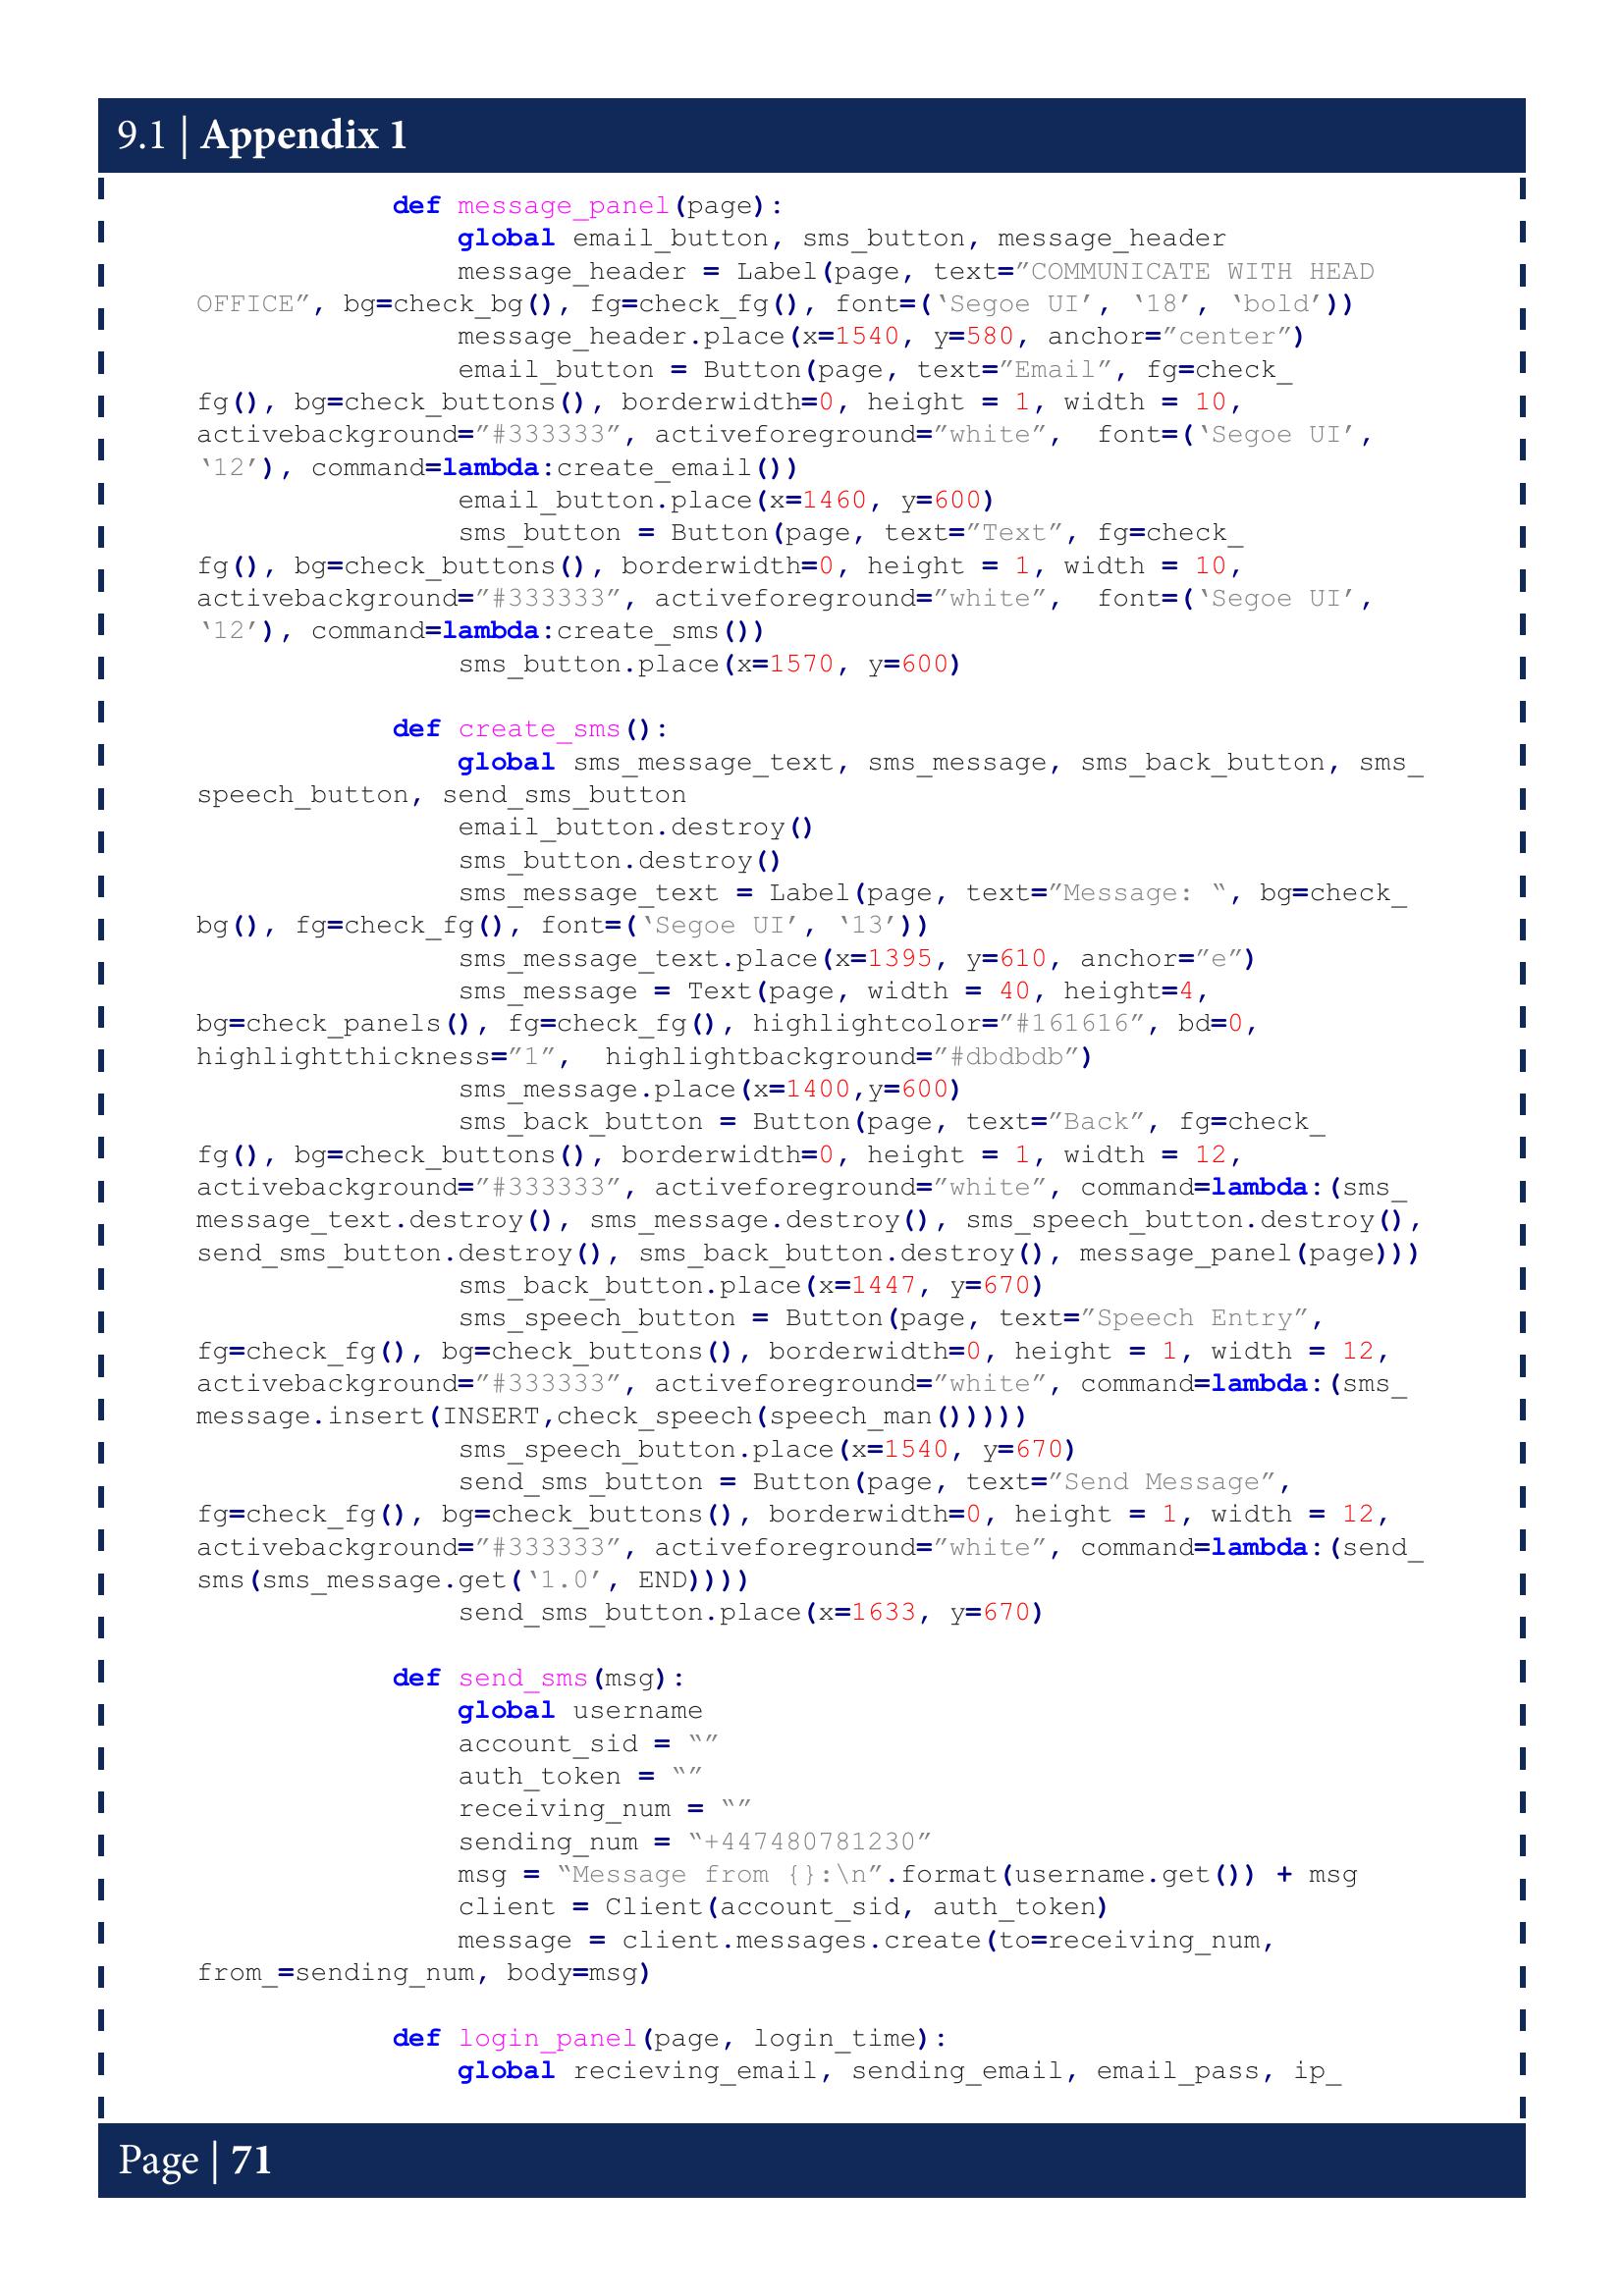 9.1 | Appendix 1
def message_panel(page):
global email_button, sms_button, message_header
message_header = Label(page, text=”COMMUNICATE WITH HEAD
OFFICE”, bg=check_bg(), fg=check_fg(), font=(‘Segoe UI’, ‘18’, ‘bold’))
message_header.place(x=1540, y=580, anchor=”center”)
email_button = Button(page, text=”Email”, fg=check_
fg(), bg=check_buttons(), borderwidth=0, height = 1, width = 10,
activebackground=”#333333”, activeforeground=”white”,  font=(‘Segoe UI’,
‘12’), command=lambda:create_email())
email_button.place(x=1460, y=600)
sms_button = Button(page, text=”Text”, fg=check_
fg(), bg=check_buttons(), borderwidth=0, height = 1, width = 10,
activebackground=”#333333”, activeforeground=”white”,  font=(‘Segoe UI’,
‘12’), command=lambda:create_sms())
sms_button.place(x=1570, y=600)
def create_sms():
global sms_message_text, sms_message, sms_back_button, sms_
speech_button, send_sms_button
email_button.destroy()
sms_button.destroy()
sms_message_text = Label(page, text=”Message: “, bg=check_
bg(), fg=check_fg(), font=(‘Segoe UI’, ‘13’))
sms_message_text.place(x=1395, y=610, anchor=”e”)
sms_message = Text(page, width = 40, height=4,
bg=check_panels(), fg=check_fg(), highlightcolor=”#161616”, bd=0,
highlightthickness=”1”,  highlightbackground=”#dbdbdb”)
sms_message.place(x=1400,y=600)
sms_back_button = Button(page, text=”Back”, fg=check_
fg(), bg=check_buttons(), borderwidth=0, height = 1, width = 12,
activebackground=”#333333”, activeforeground=”white”, command=lambda:(sms_
message_text.destroy(), sms_message.destroy(), sms_speech_button.destroy(),
send_sms_button.destroy(), sms_back_button.destroy(), message_panel(page)))
sms_back_button.place(x=1447, y=670)
sms_speech_button = Button(page, text=”Speech Entry”,
fg=check_fg(), bg=check_buttons(), borderwidth=0, height = 1, width = 12,
activebackground=”#333333”, activeforeground=”white”, command=lambda:(sms_
message.insert(INSERT,check_speech(speech_man()))))
sms_speech_button.place(x=1540, y=670)
send_sms_button = Button(page, text=”Send Message”,
fg=check_fg(), bg=check_buttons(), borderwidth=0, height = 1, width = 12,
activebackground=”#333333”, activeforeground=”white”, command=lambda:(send_
sms(sms_message.get(‘1.0’, END))))
send_sms_button.place(x=1633, y=670)
def send_sms(msg):
global username
account_sid = “”
auth_token = “”
receiving_num = “”
sending_num = “+447480781230”
msg = “Message from {}:\n”.format(username.get()) + msg
client = Client(account_sid, auth_token)
message = client.messages.create(to=receiving_num,
from_=sending_num, body=msg)
def login_panel(page, login_time):
global recieving_email, sending_email, email_pass, ip_
Page | 71